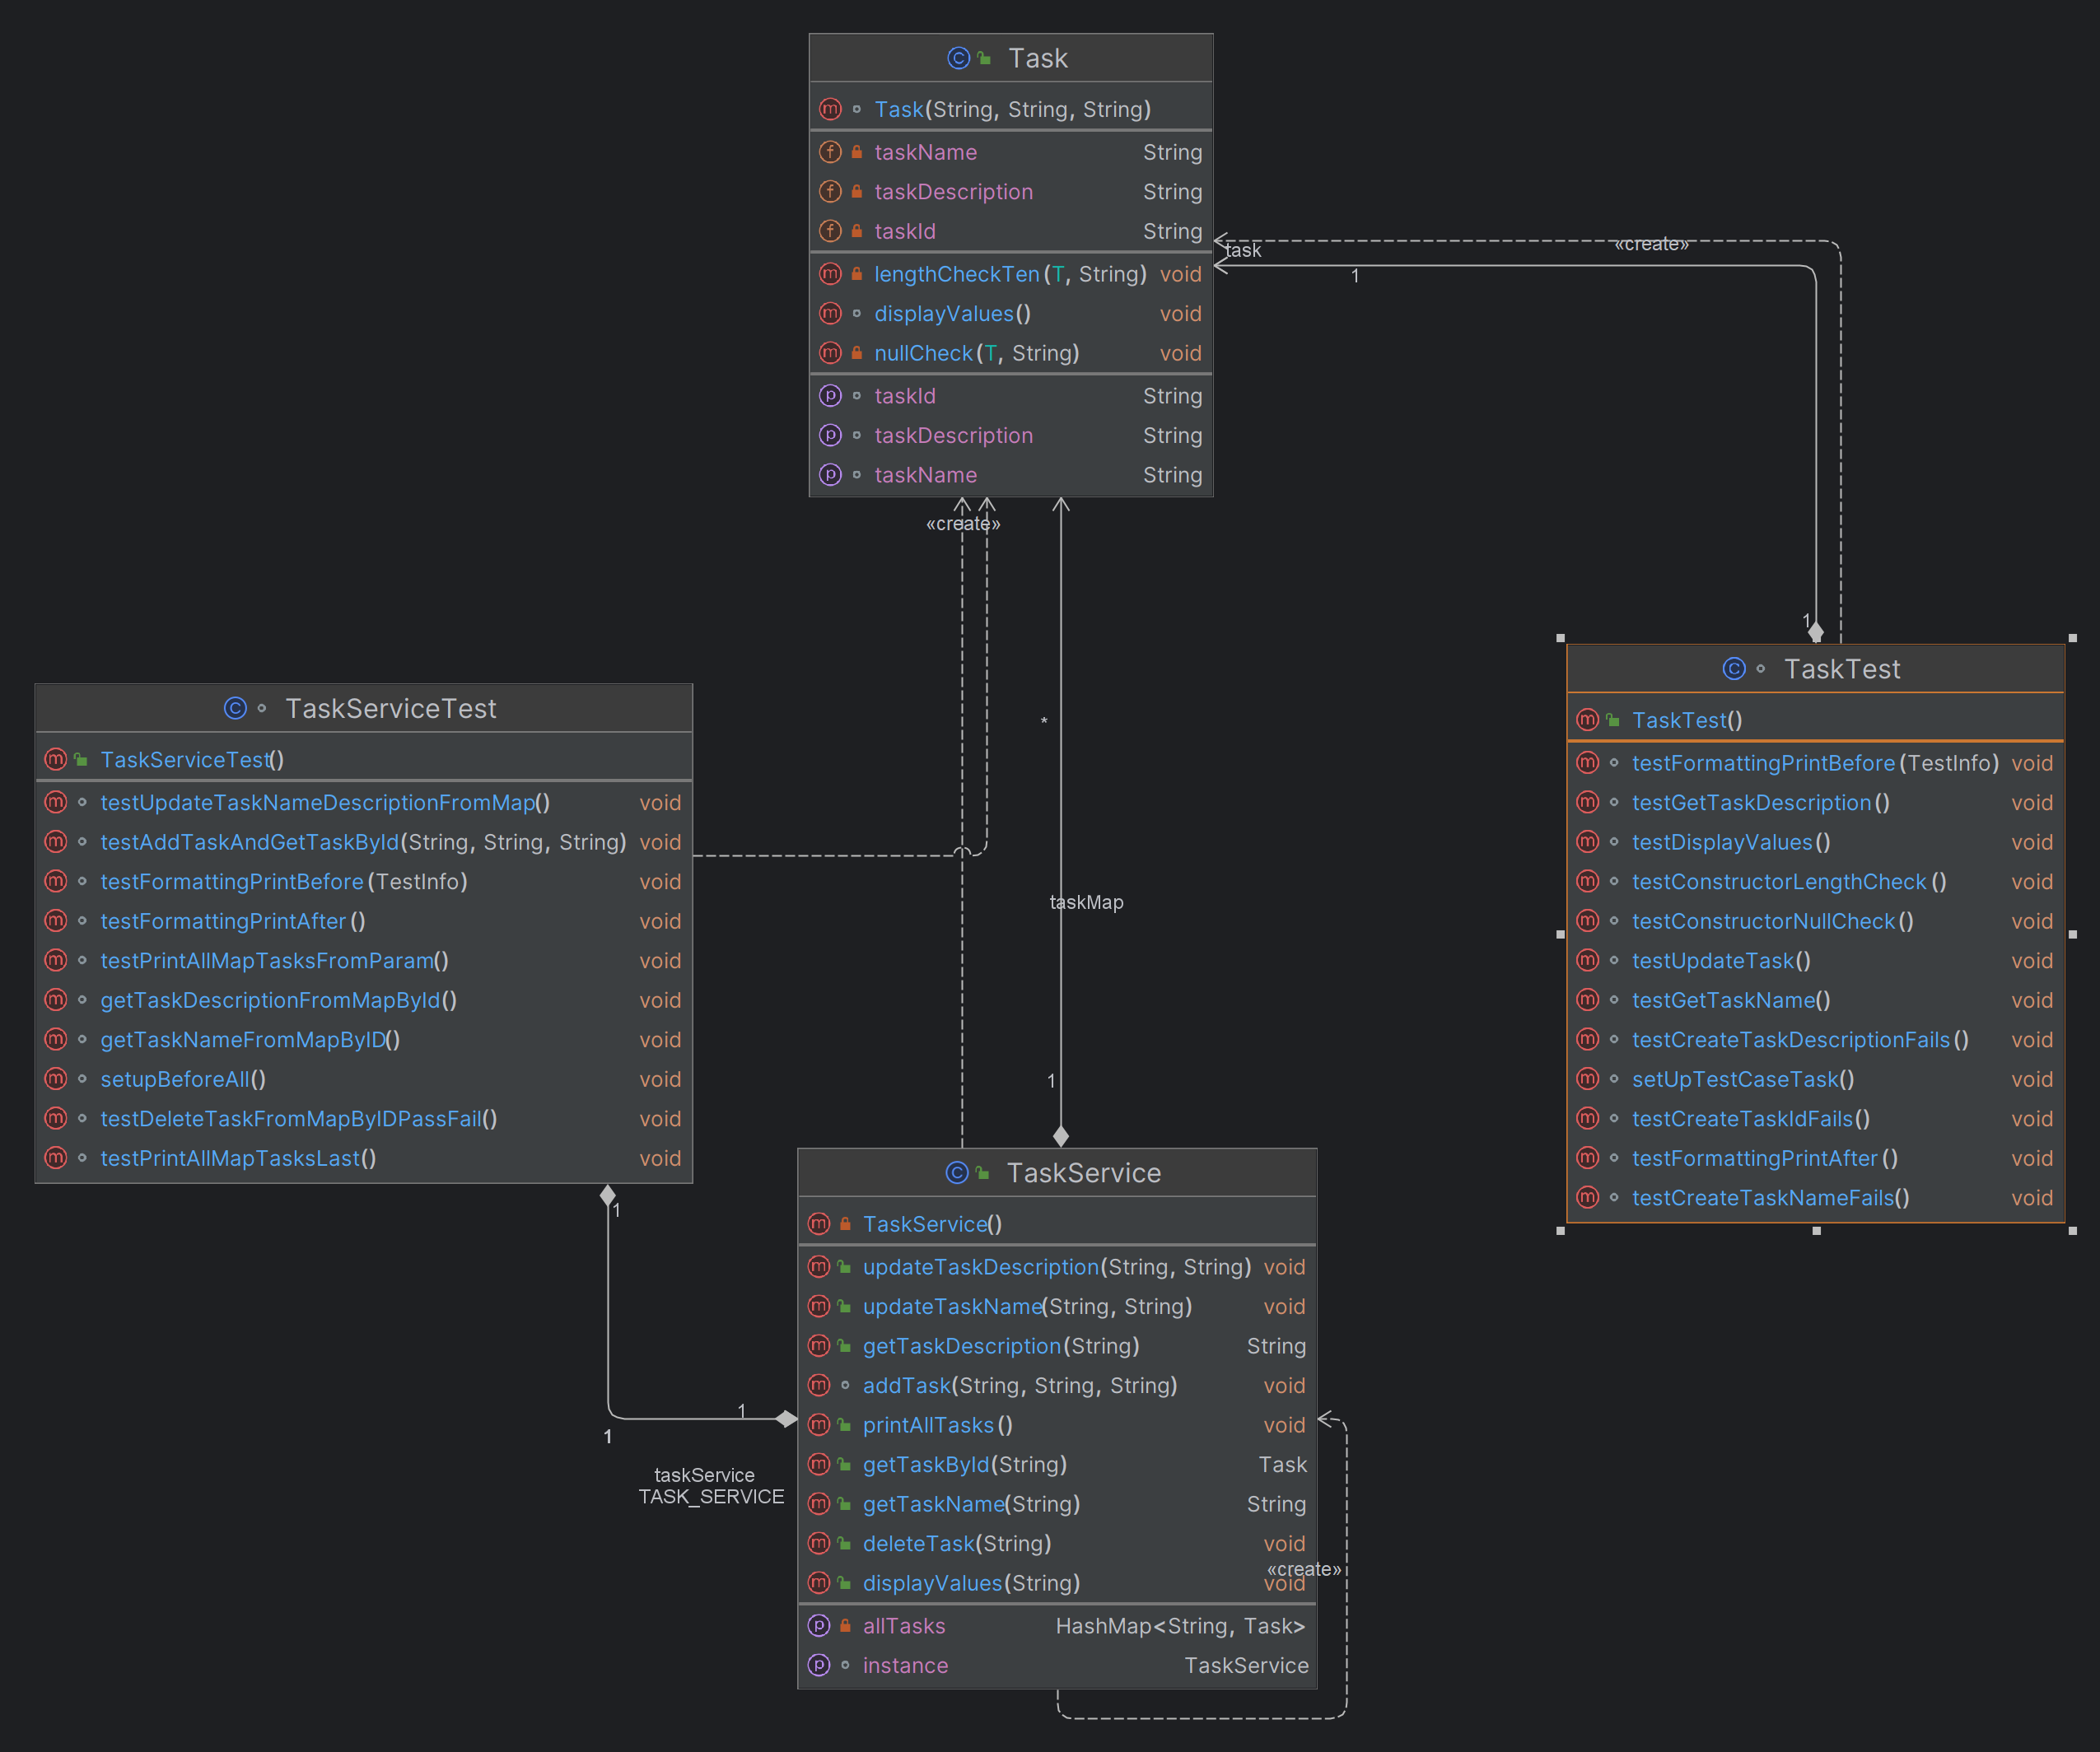 Task
Task(String, String, String)
taskName String
taskDescription String
taskId String
lengthCheckTen(T, String) void
displayValues() void
nullCheck(T, String) void
taskId String
taskDescription String
taskName String
«create»
task
1
«create»
1
*
taskMap
1
TaskServiceTest
TaskServiceTest()
testUpdateTaskNameDescriptionFromMap() void
testAddTaskAndGetTaskById(String, String, String) void
testFormattingPrintBefore(TestInfo) void
testFormattingPrintAfter() void
testPrintAllMapTasksFromParam() void
getTaskDescriptionFromMapById() void
getTaskNameFromMapByID() void
setupBeforeAll() void
testDeleteTaskFromMapByIDPassFail() void
testPrintAllMapTasksLast() void
TaskTest
TaskTest()
testFormattingPrintBefore(TestInfo) void
testGetTaskDescription() void
testDisplayValues() void
testConstructorLengthCheck() void
testConstructorNullCheck() void
testUpdateTask() void
testGetTaskName() void
testCreateTaskDescriptionFails() void
setUpTestCaseTask() void
testCreateTaskIdFails() void
testFormattingPrintAfter() void
testCreateTaskNameFails() void
1
1
1
taskService
TASK_SERVICE
TaskService
TaskService()
updateTaskDescription(String, String) void
updateTaskName(String, String) void
getTaskDescription(String) String
addTask(String, String, String) void
printAllTasks() void
getTaskById(String) Task
getTaskName(String) String
deleteTask(String) void
displayValues(String) void
allTasks HashMap<String, Task>
instance TaskService
«create»